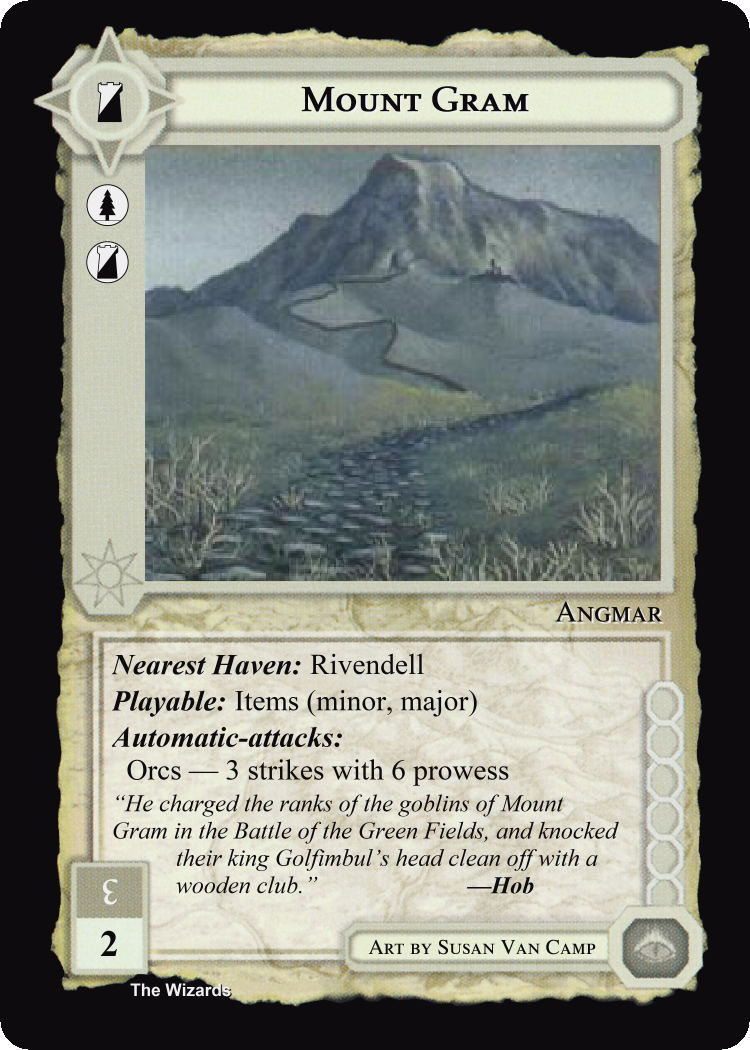 Mount Gram
Angmar
Nearest Haven: Rivendell
Playable: Items (minor, major)
Automatic-attacks:
Orcs — 3 strikes with 6 prowess
“He charged the ranks of the goblins of Mount
Gram in the Battle of the Green Fields, and knocked
their king Golfimbul’s head clean off with a
wooden club.” —Hob
3
2
Art by Susan Van Camp
The Wizards